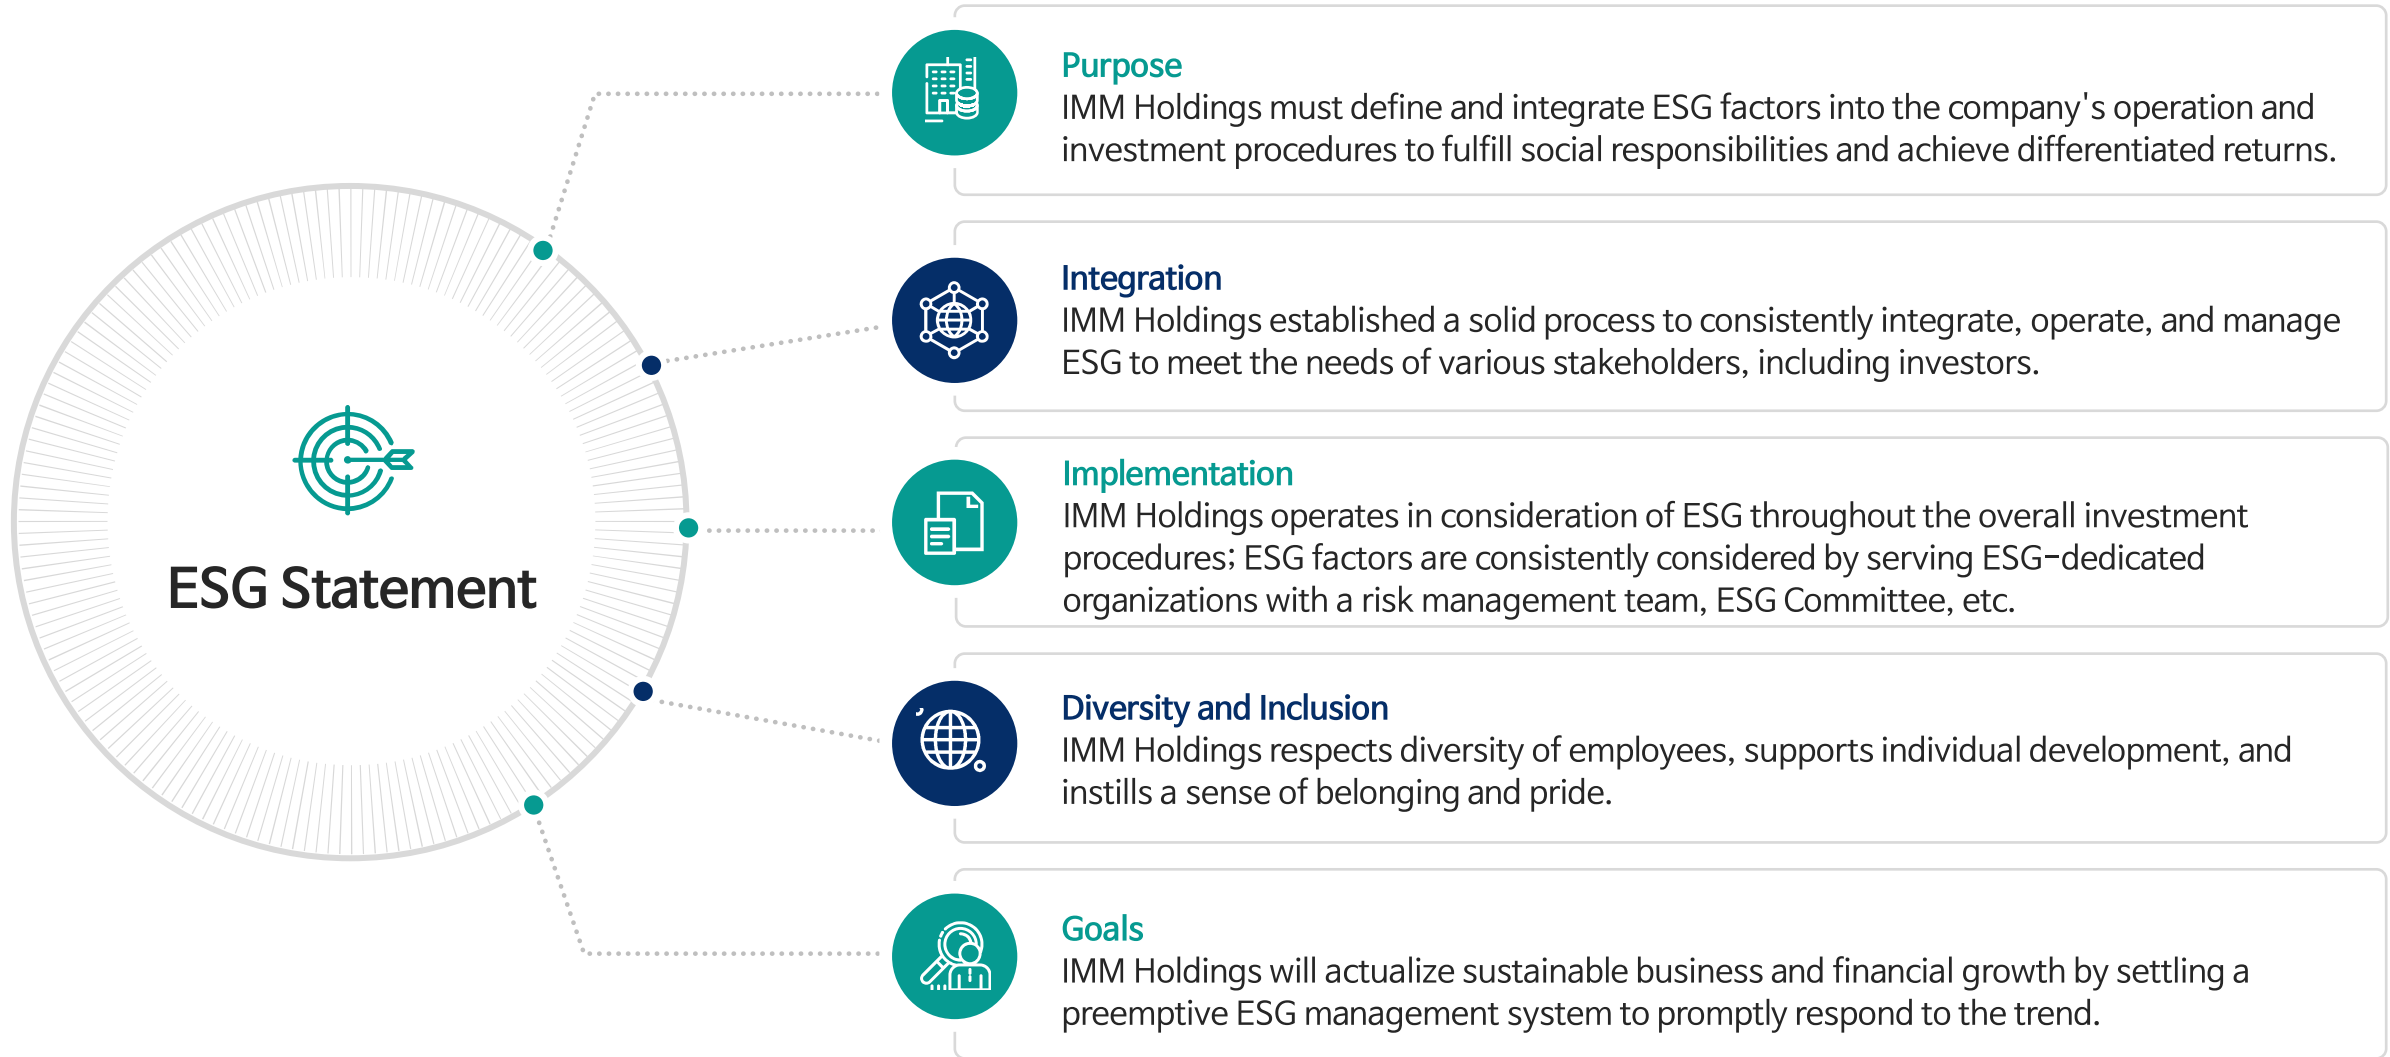 ESG Statement
Purpose
IMM Holdings must define and integrate ESG factors into the company's operation and
investment procedures to fulfill social responsibilities and achieve differentiated returns.
Integration
IMM Holdings established a solid process to consistently integrate, operate, and manage
ESG to meet the needs of various stakeholders, including investors.
Implementation
IMM Holdings operates in consideration of ESG throughout the overall investment
procedures; ESG factors are consistently considered by serving ESG-dedicated
organizations with a risk management team, ESG Committee, etc.
Diversity and Inclusion
IMM Holdings respects diversity of employees, supports individual development, and
instills a sense of belonging and pride.
Goals
IMM Holdings will actualize sustainable business and financial growth by settling a
preemptive ESG management system to promptly respond to the trend.